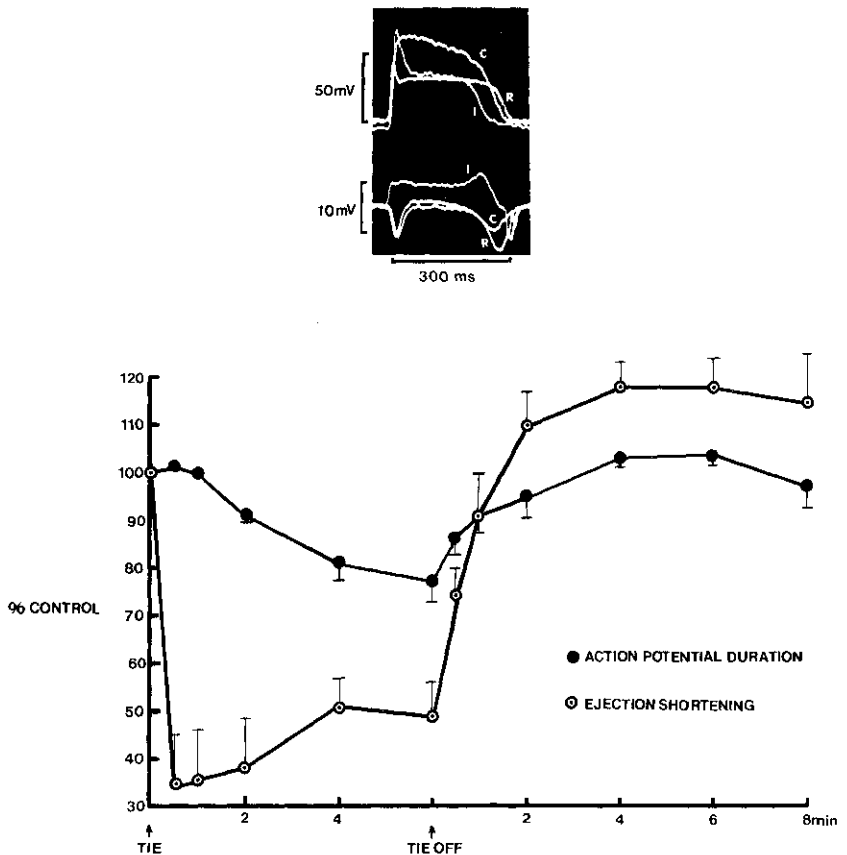 C
50mV
R
I
I
10mV
C
R
300 ms
120
110
100
90
80
70
% CONTROL
60
50
40
30
ACTION POTENTIAL DURATION
EJECTION SHORTENING
2
4
2
4
6
8min
TIE
TIE OFF